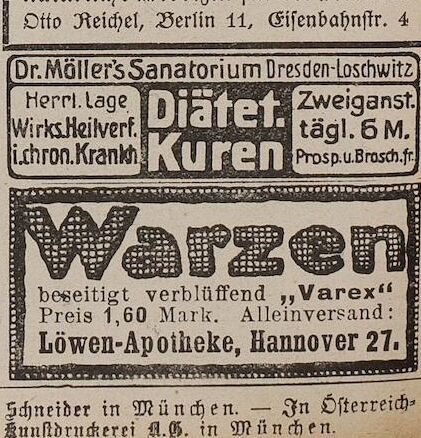 Otto Reichel, Berlin 11, Eisenbahnstr. 4
Dr. Möller's Sanatorium Dresden-Loschwitz
Herrl. Lage
Wirks. Heilverf.
i. chron. Krankh
Diätet.
Kuren
Zweiganst.
tägl. 6 M.
Prosp. u. Brosch. fr.
Warzen
beseitigt verblüffend „Varex“
Preis 1,60 Mark. Alleinversand:
Löwen-Apotheke, Hannover 27.
Schneider in München. — In Österreich-
Kunstdruckerei A.G. in München.